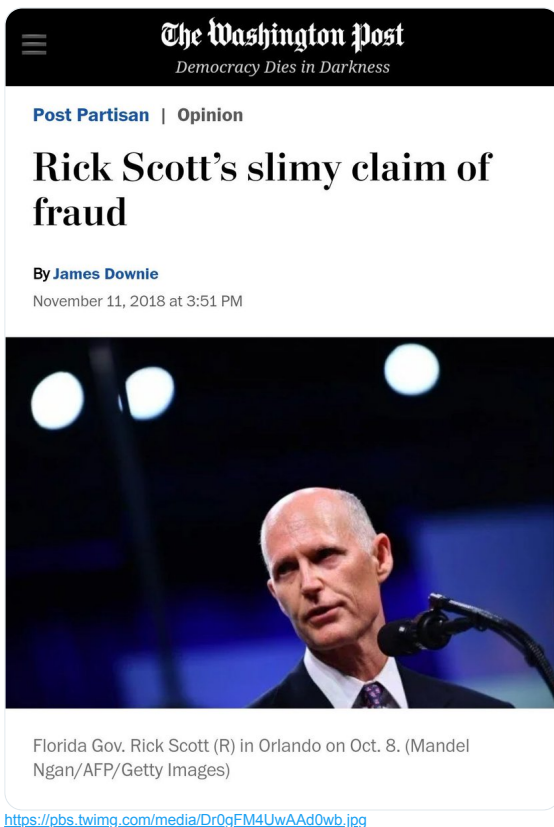 The Washington Post
Democracy Dies in Darkness
Post Partisan | Opinion
Rick Scott’s slimy claim of
fraud
By James Downie
November 11, 2018 at 3:51 PM
Florida Gov. Rick Scott (R) in Orlando on Oct. 8. (Mandel
Ngan/AFP/Getty Images)
https://pbs.twimg.com/media/Dr0qFM4UwAAd0wb.jpg